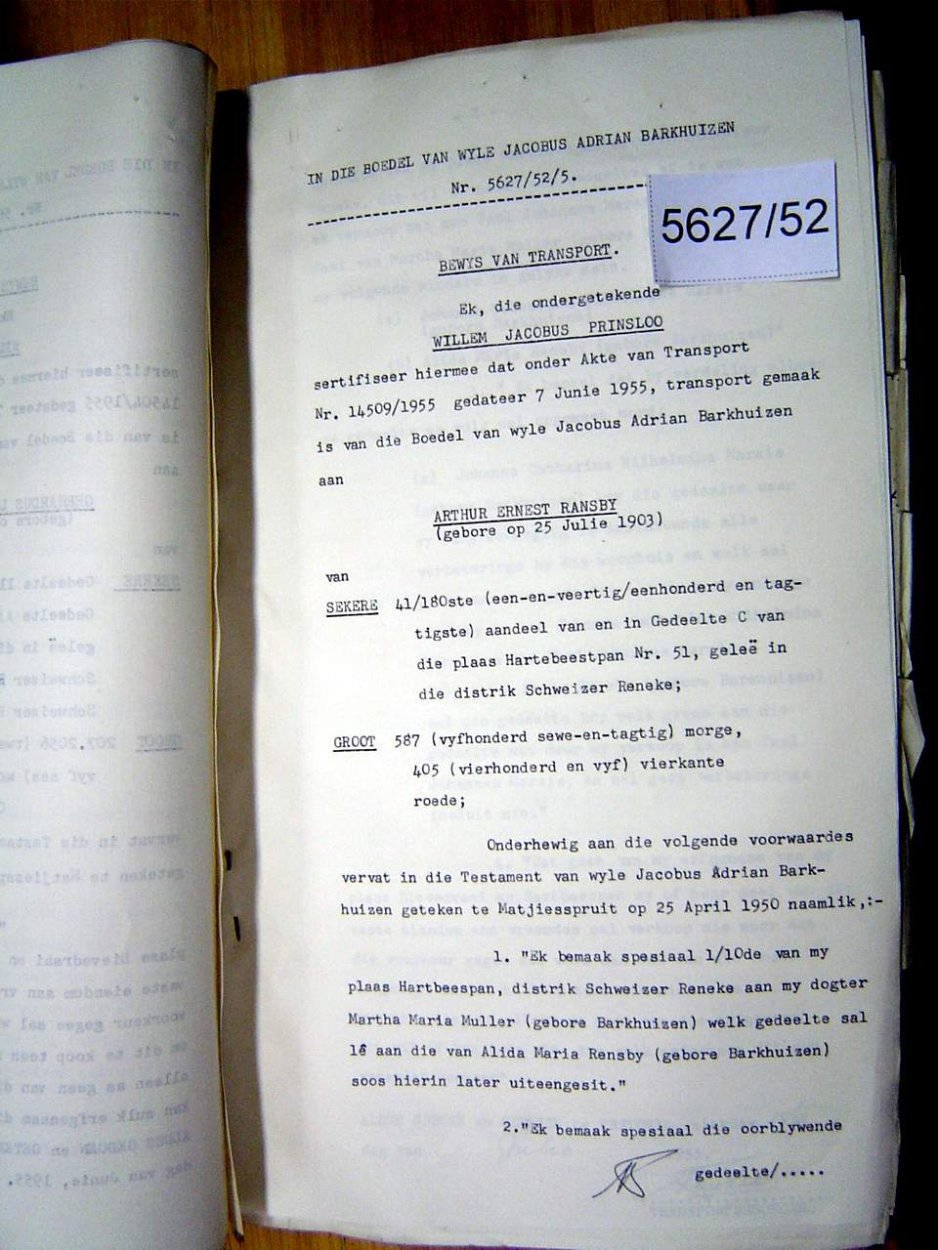 IN DIE BOEDEL VAN WYLE JACOBUS ADRIAN BARKHUIZEN
Nr. 5627/52/5.
5627/52
BEWYS VAN TRANSPORT.
Ek, die ondergetekende
WILLEM JACOBUS PRINSLOO
sertifiseer hiermee dat onder Akte van Transport
Nr. 14509/1955 gedateer 7 Junie 1955, transport gemaak
is van die Boedel van wyle Jacobus Adrian Barkhuizen
aan
ARTHUR ERNEST RANSBY
(gebore op 25 Julie 1903)
van
SEKERE 41/180ste (een-en-veertig/eenhonderd en tag-
tigste) aandeel van en in Gedeelte C van
die plaas Hartebeestpan Nr. 51, geleë in
die distrik Schweizer Reneke;
GROOT 587 (vyfhonderd sewe-en-tagtig) morge,
405 (vierhonderd en vyf) vierkante
roede;
Onderhewig aan die volgende voorwaardes
vervat in die Testament van wyle Jacobus Adrian Bark-
huizen geteken te Matjiesspruit op 25 April 1950 naamlik,:-
1. "Ek bemaak spesiaal 1/10de van my
plaas Hartbeespan, distrik Schweizer Reneke aan my dogter
Martha Maria Muller (gebore Barkhuizen) welk gedeelte sal
lê aan die van Alida Maria Rensby (gebore Barkhuizen)
soos hierin later uiteengesit."
2."Ek bemaak spesiaal die oorblywende
gedeelte/.....